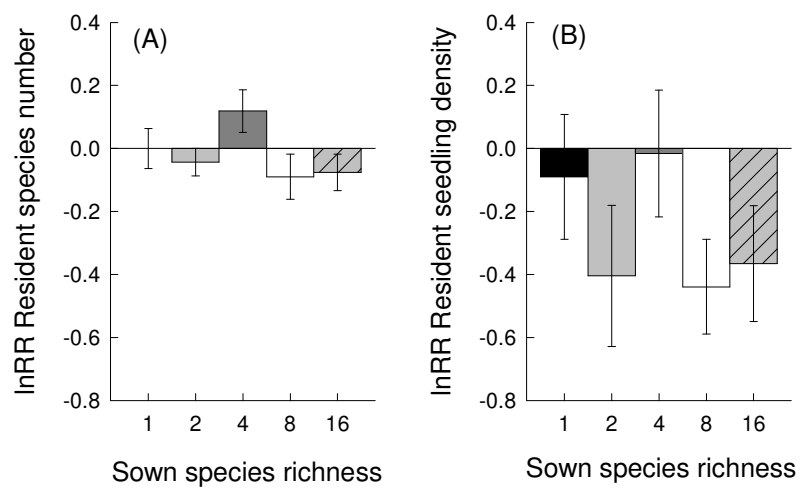 (A)
lnRR Resident species number
0.4
0.2
0.0
-0.2
-0.4
-0.6
-0.8
1 2 4 8 16
Sown species richness
(B)
lnRR Resident seedling density
0.4
0.2
0.0
-0.2
-0.4
-0.6
-0.8
1 2 4 8 16
Sown species richness